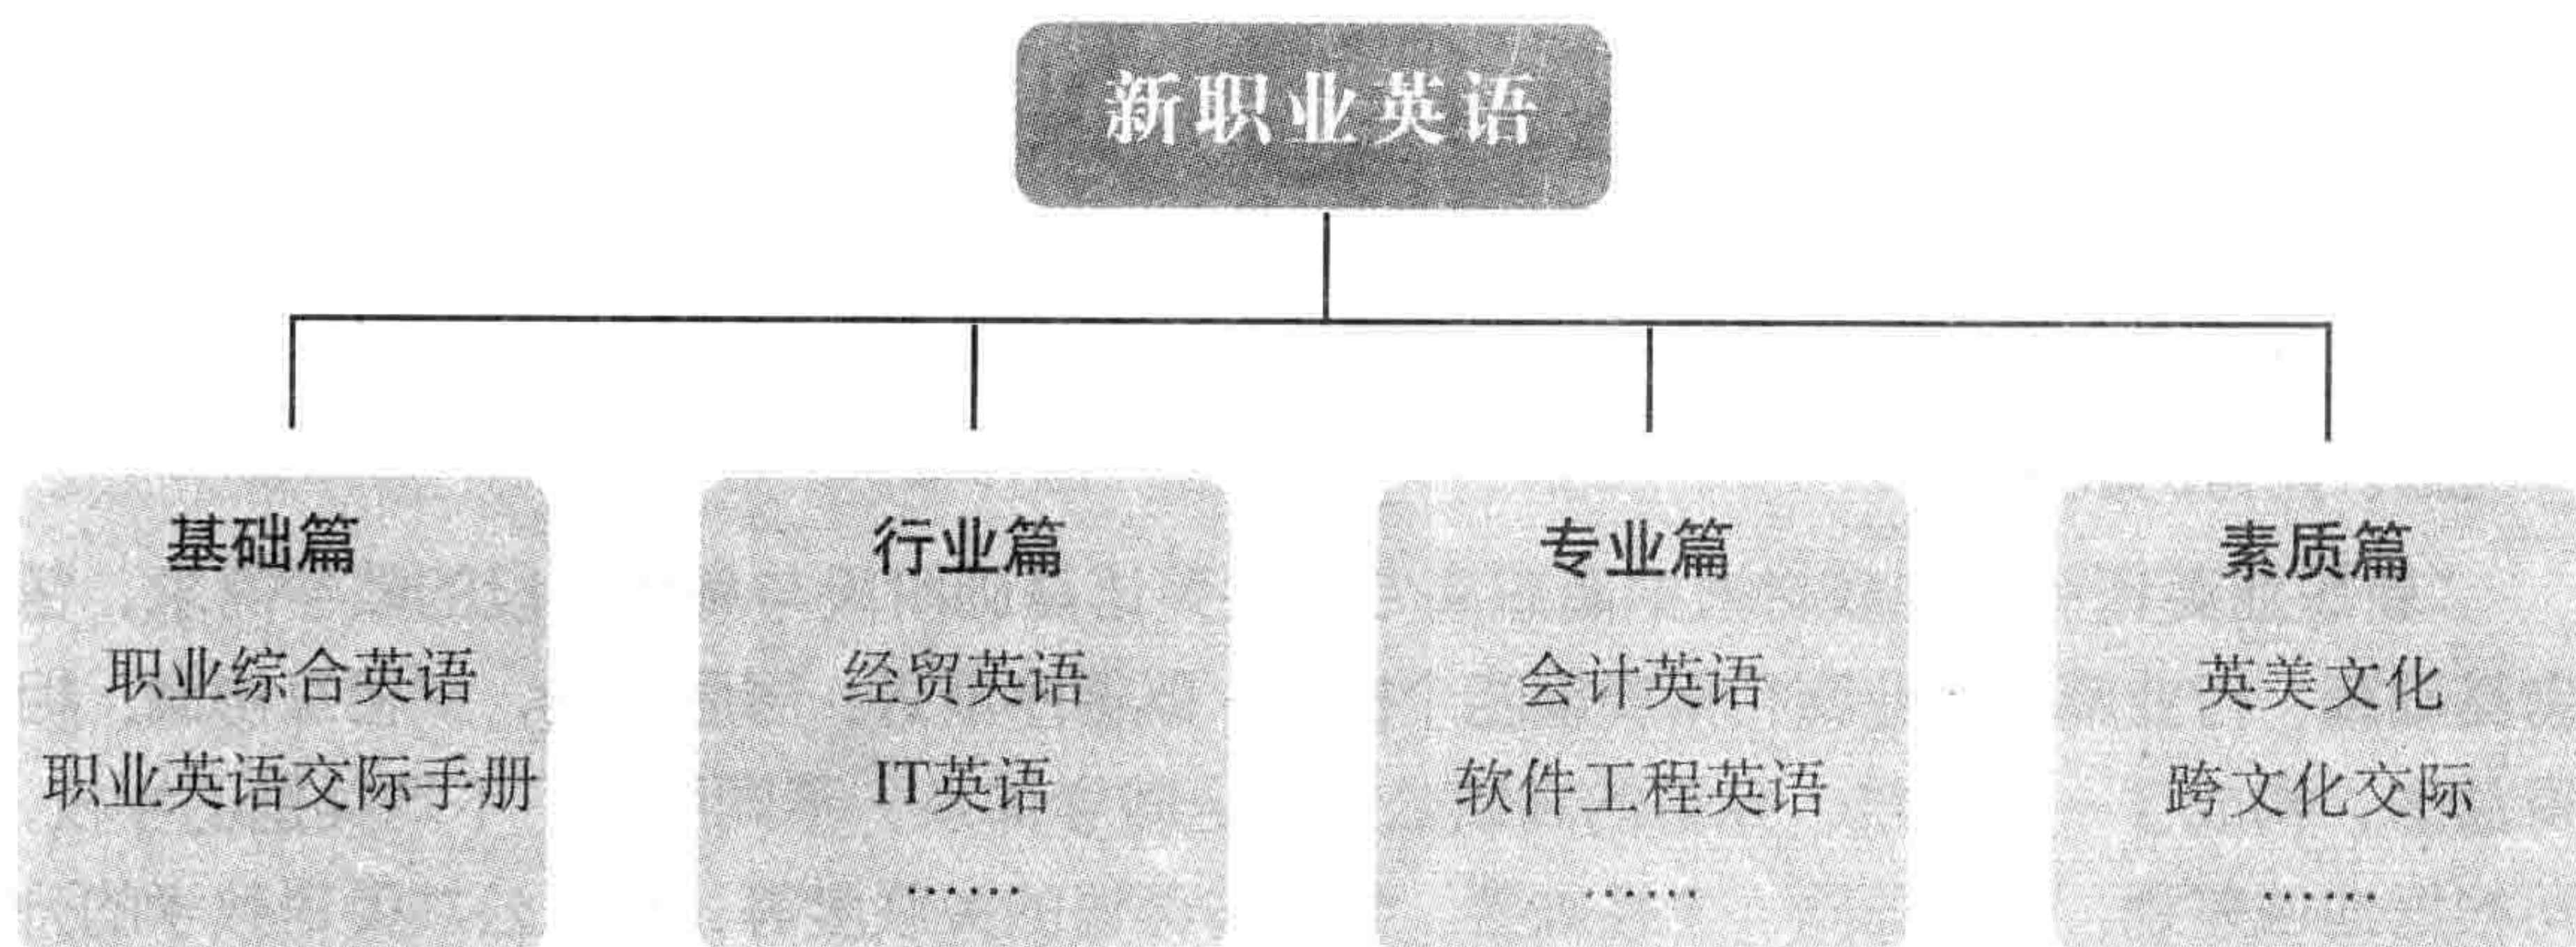 新职业英语
基础篇
职业综合英语
职业英语交际手册
行业篇
经贸英语
IT英语
……
专业篇
会计英语
软件工程英语
……
素质篇
英美文化
跨文化交际
……